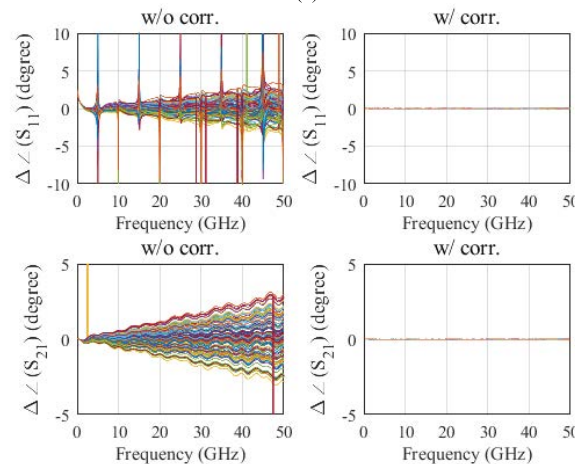 w/o corr.
w/ corr.
10
5
0
-5
-10
Δ ∠ (S11) (degree)
0 10 20 30 40 50
Frequency (GHz)
10
5
0
-5
-10
Δ ∠ (S11) (degree)
0 10 20 30 40 50
Frequency (GHz)
w/o corr.
w/ corr.
5
0
-5
Δ ∠ (S21) (degree)
0 10 20 30 40 50
Frequency (GHz)
5
0
-5
Δ ∠ (S21) (degree)
0 10 20 30 40 50
Frequency (GHz)